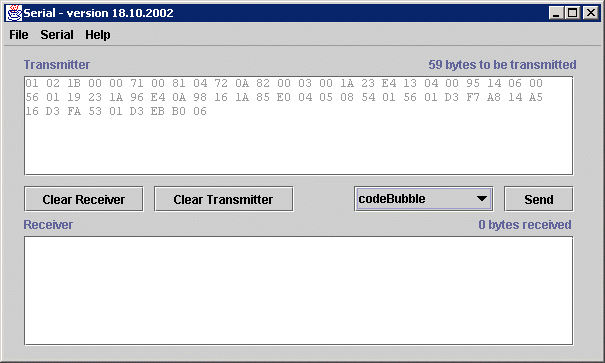 Serial - version 18.10.2002
File Serial Help
Transmitter 59 bytes to be transmitted
01 02 1B 00 00 71 00 81 04 72 0A 82 00 03 00 1A 23 E4 13 04 00 95 14 06 00
56 01 19 23 1A 96 E4 0A 98 16 1A 85 E0 04 05 08 54 01 56 01 D3 F7 A8 14 A5
16 D3 FA 53 01 D3 EB B0 06
Clear Receiver Clear Transmitter codeBubble Send
Receiver 0 bytes received